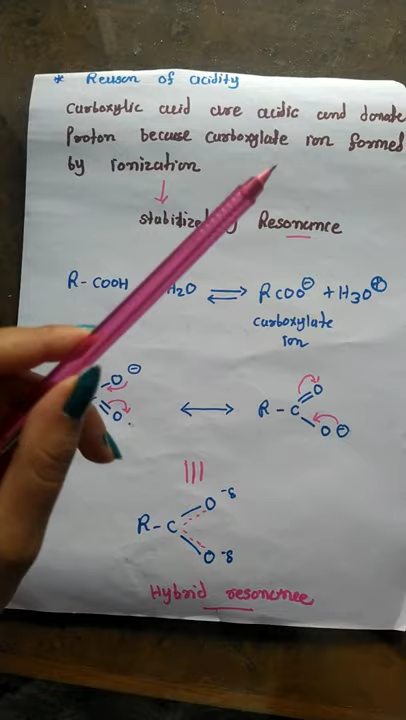 * Reason of acidity
Carboxylic acid are acidic and donate
Proton because carboxylate ion formed
by ionization
stabilized Resonance
R-COOH H2O ⇌ RCOO⊖ + H3O⊕
carboxylate
ion
O ⊖
O
↔ R-C O
O⊖
|||
R-C O -δ
O -δ
Hybrid resonance